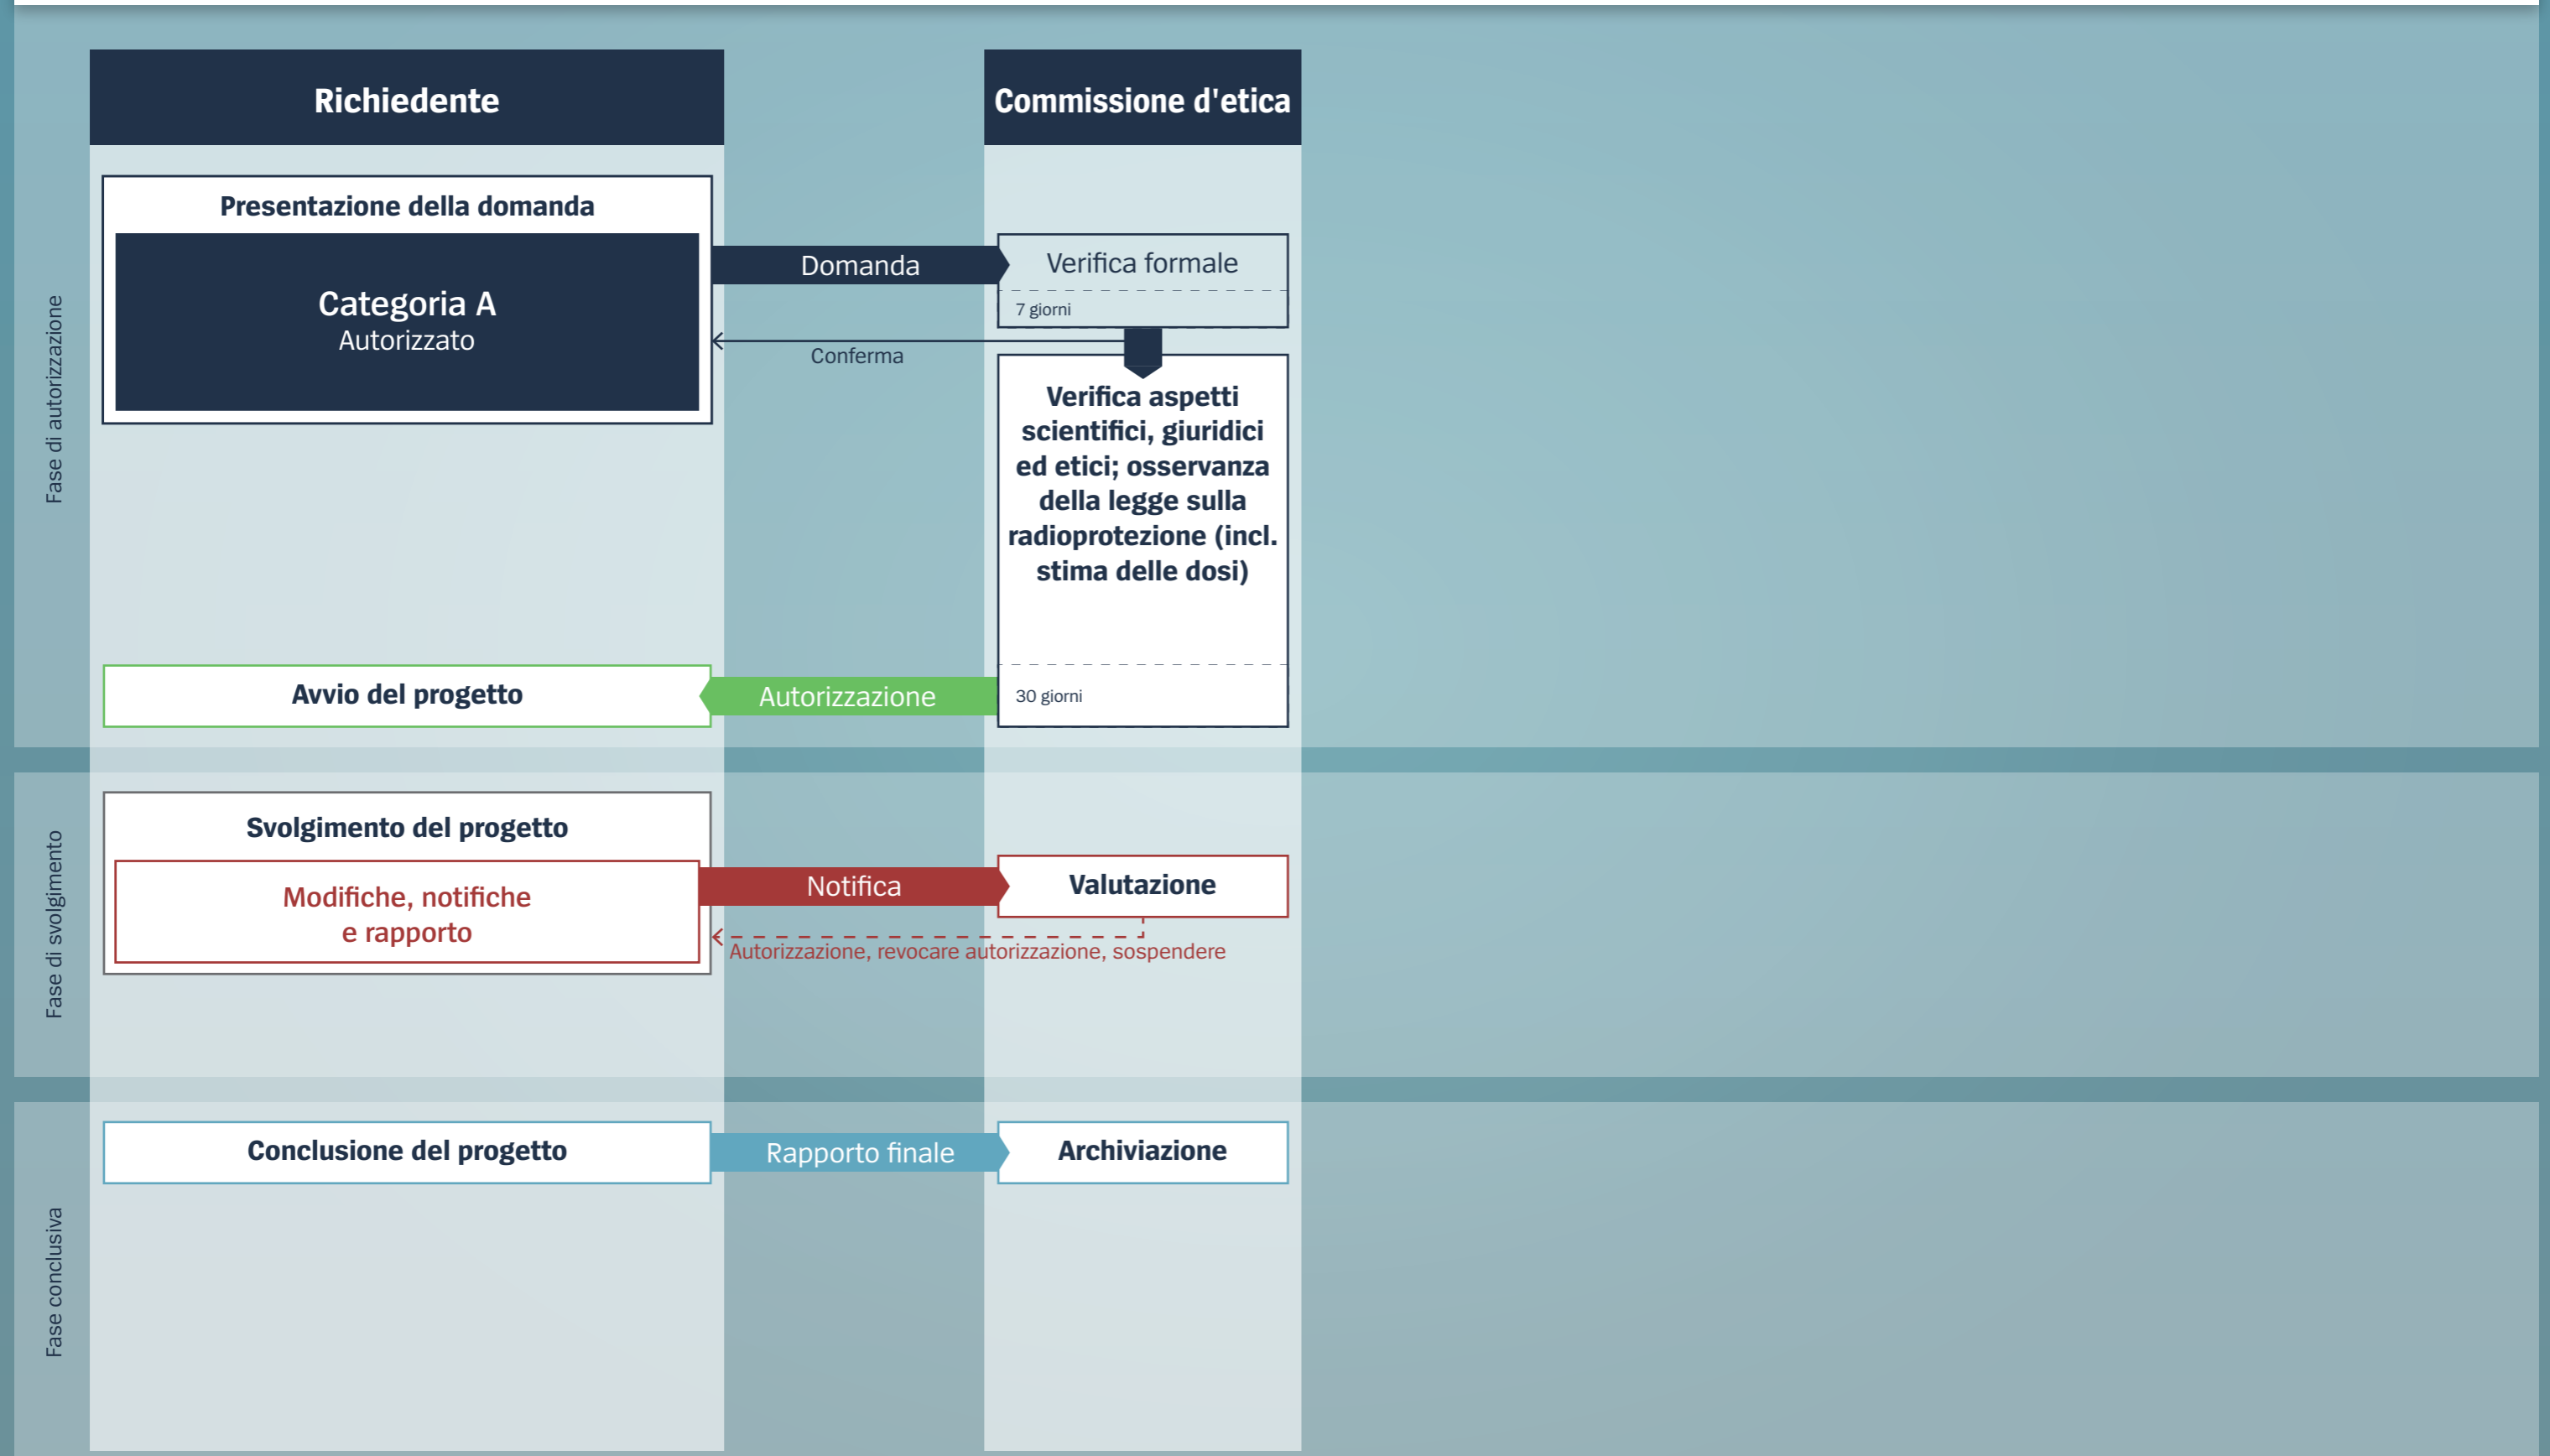 Richiedente
Commissione d'etica
Fase di autorizzazione
Presentazione della domanda
Categoria A
Autorizzato
Domanda
Verifica formale
7 giorni
Conferma
Verifica aspetti
scientifici, giuridici
ed etici; osservanza
della legge sulla
radioprotezione (incl.
stima delle dosi)
Avvio del progetto
Autorizzazione
30 giorni
Fase di svolgimento
Svolgimento del progetto
Modifiche, notifiche
e rapporto
Notifica
Valutazione
Autorizzazione, revocare autorizzazione, sospendere
Fase conclusiva
Conclusione del progetto
Rapporto finale
Archiviazione